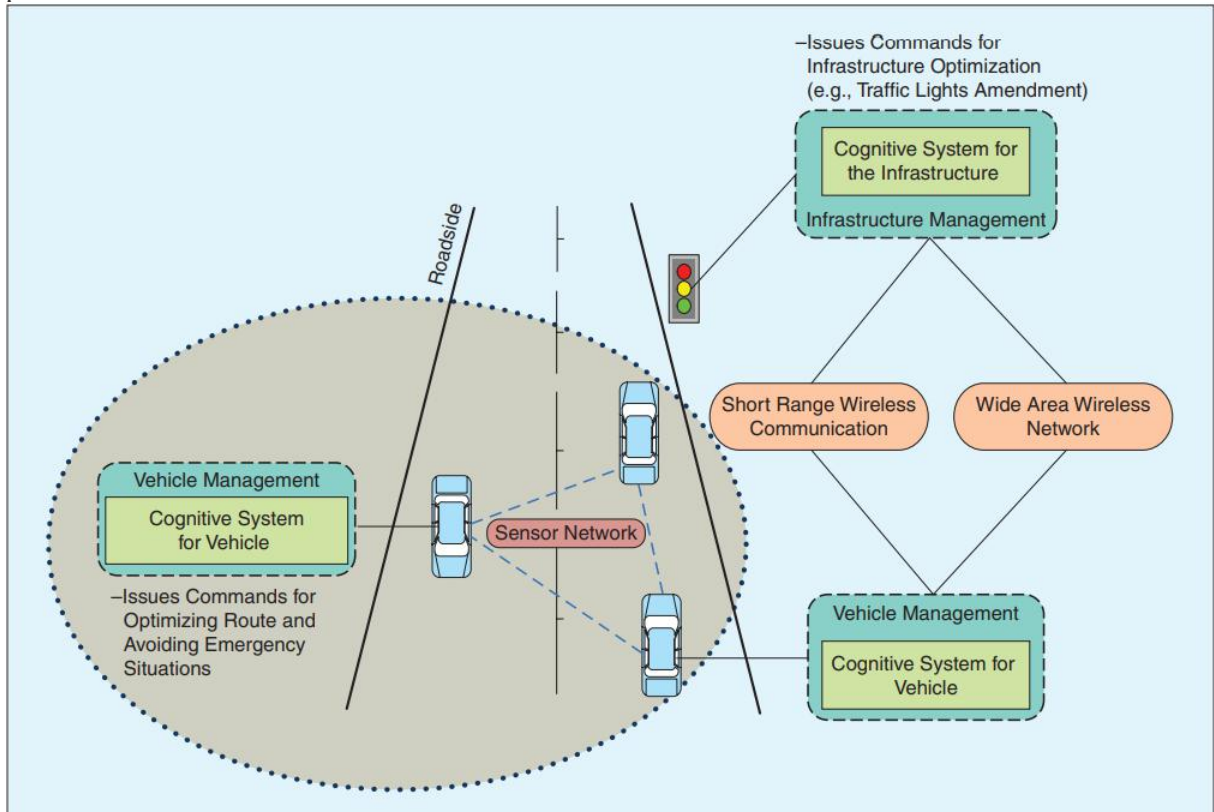 –Issues Commands for
Infrastructure Optimization
(e.g., Traffic Lights Amendment)
Cognitive System for
the Infrastructure
Infrastructure Management
Roadside
Short Range Wireless
Communication
Wide Area Wireless
Network
Vehicle Management
Cognitive System
for Vehicle
Sensor Network
–Issues Commands for
Optimizing Route and
Avoiding Emergency
Situations
Vehicle Management
Cognitive System for
Vehicle